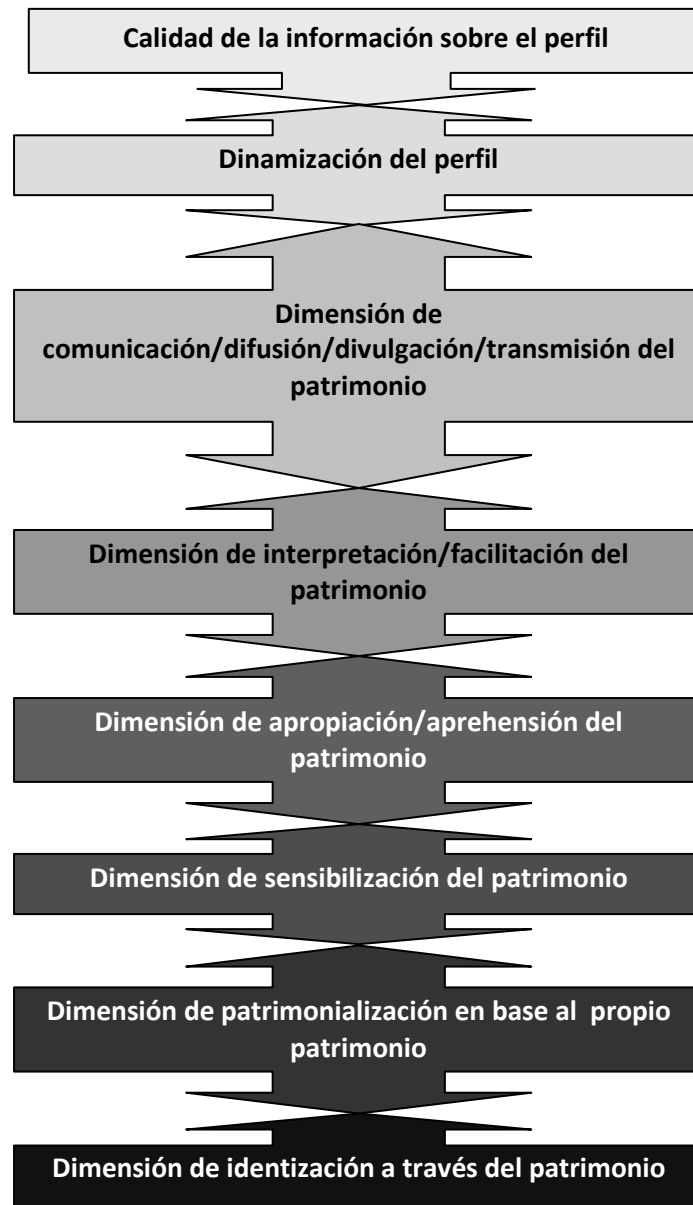 Calidad de la información sobre el perfil
Dinamización del perfil
Dimensión de
comunicación/difusión/divulgación/transmisión del
patrimonio
Dimensión de interpretación/facilitación del
patrimonio
Dimensión de apropiación/aprehensión del
patrimonio
Dimensión de sensibilización del patrimonio
Dimensión de patrimonialización en base al  propio
patrimonio
Dimensión de identización a través del patrimonio